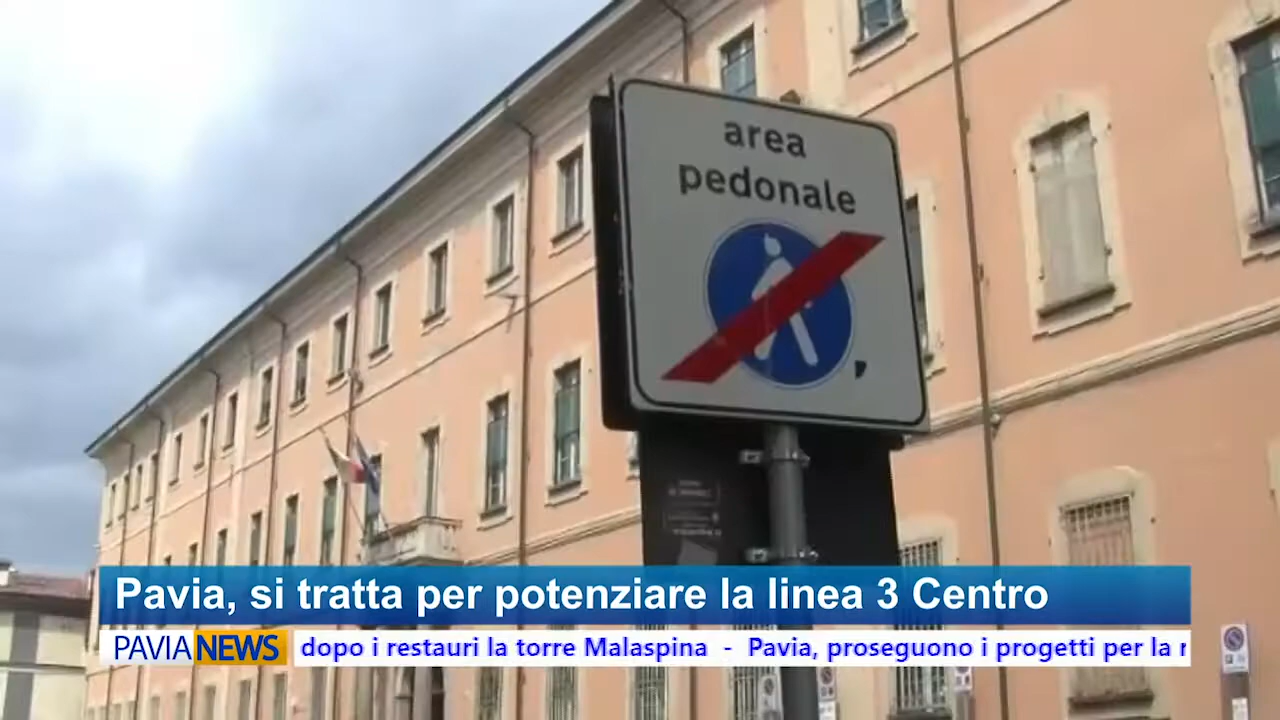 area
pedonale
Pavia, si tratta per potenziare la linea 3 Centro
PAVIANEWS
dopo i restauri la torre Malaspina - Pavia, proseguono i progetti per la